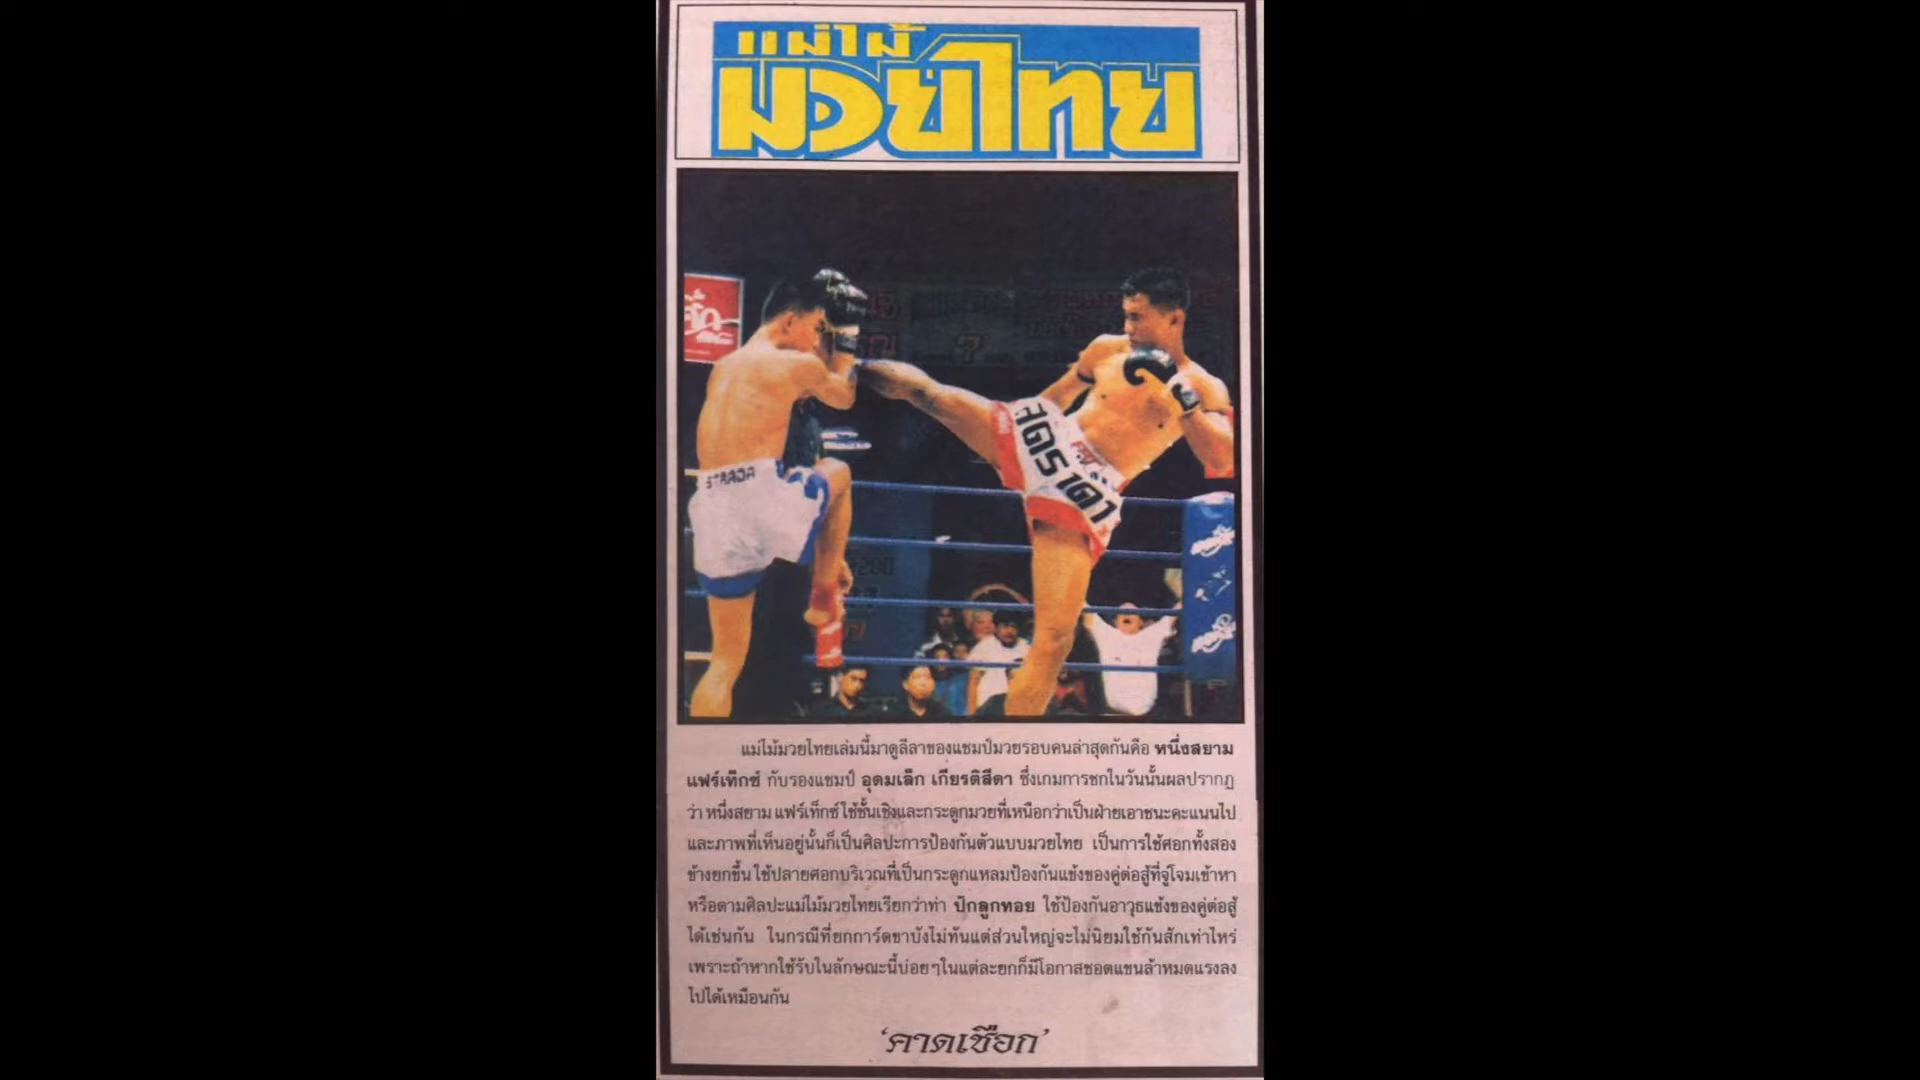 แม่ไม้
มวยไทย
STRADA
สตราด้า
แม่ไม้มวยไทยเล่มนี้มาดูลีลาของแชมป์มวยรอบคนล่าสุดกันคือ หนึ่งสยาม
แฟร์เท็กซ์ กับรองแชมป์ อุดมเล็ก เกียรติสีดา ซึ่งเกมการชกในวันนั้นผลปรากฏ
ว่า หนึ่งสยาม แฟร์เท็กซ์ ใช้ชั้นเชิงและกระดูกมวยที่เหนือกว่าเป็นฝ่ายเอาชนะคะแนนไป
และภาพที่เห็นอยู่นั้นก็เป็นศิลปะการป้องกันตัวแบบมวยไทย เป็นการใช้ศอกทั้งสอง
ข้างยกขึ้น ใช้ปลายศอกบริเวณที่เป็นกระดูกแหลมป้องกันแข้งของคู่ต่อสู้ที่จู่โจมเข้าหา
หรือตามศิลปะแม่ไม้มวยไทยเรียกว่าท่า ปักลูกทอย ใช้ป้องกันอาวุธแข้งของคู่ต่อสู้
ได้เช่นกัน ในกรณีที่ยกการ์ดขาบังไม่ทันแต่ส่วนใหญ่จะไม่นิยมใช้กันสักเท่าไหร่
เพราะถ้าหากใช้รับในลักษณะนี้บ่อยๆในแต่ละยกก็มีโอกาสชอตแขนล้าหมดแรงลง
ไปได้เหมือนกัน
‘คาดเชือก’